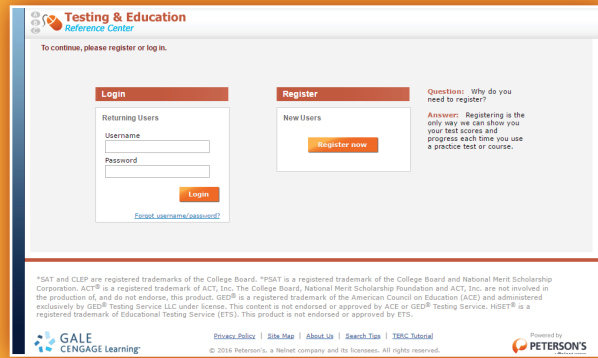 A
B
C
Testing & Education
Reference Center
To continue, please register or log in.
Login
Returning Users
Username
Password
Login
Forgot username/password?
Register
New Users
Register now
Question: Why do you
need to register?
Answer: Registering is the
only way we can show you
your test scores and
progress each time you use
a practice test or course.
*SAT and CLEP are registered trademarks of the College Board. *PSAT is a registered trademark of the College Board and National Merit Scholarship
Corporation. ACT® is a registered trademark of ACT, Inc. The College Board, National Merit Scholarship Foundation and ACT, Inc. are not involved in
the production of, and do not endorse, this product. GED® is a registered trademark of the American Council on Education (ACE) and administered
exclusively by GED® Testing Service LLC under license. This content is not endorsed or approved by ACE or GED® Testing Service. HiSET® is a
registered trademark of Educational Testing Service (ETS). This product is not endorsed or approved by ETS.
GALE
CENGAGE Learning®
Privacy Policy | Site Map | About Us | Search Tips | TERC Tutorial
© 2016 Peterson's, a Nelnet company and its licensees. All rights reserved.
Powered by
PETERSON'S